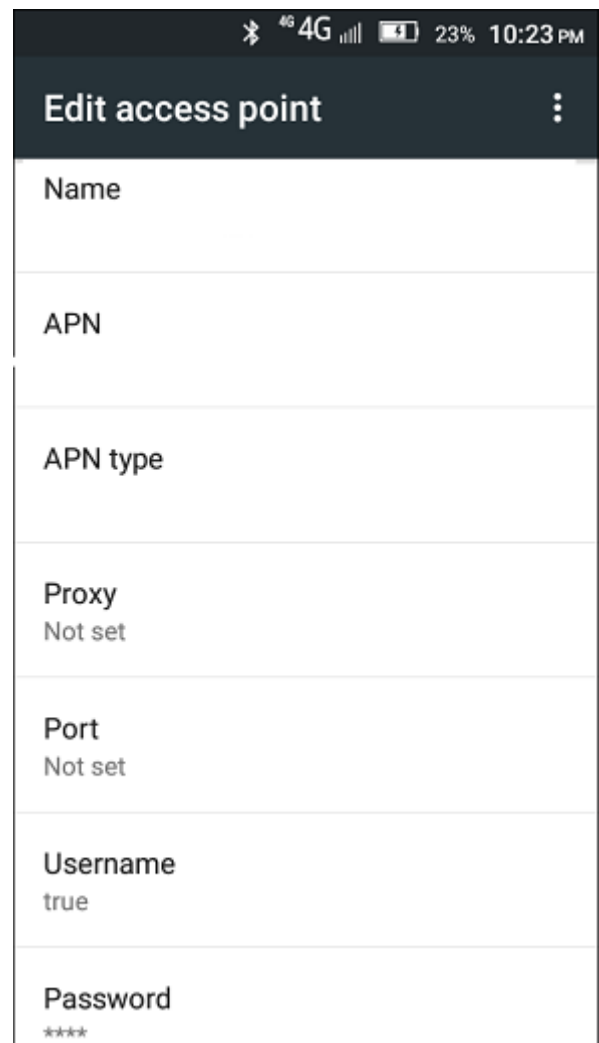 4G 4G 23% 10:23 PM
Edit access point
Name
APN
APN type
Proxy
Not set
Port
Not set
Username
true
Password
****